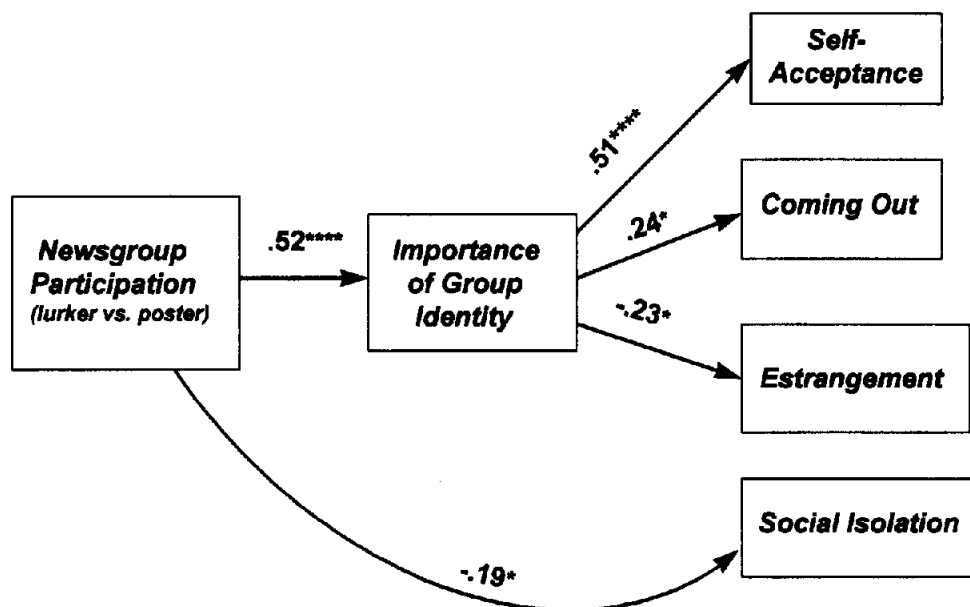 Self-
Acceptance
.51****
Coming Out
.24*
Newsgroup
Participation
(lurker vs. poster)
.52****
Importance
of Group
Identity
-.23*
Estrangement
Social Isolation
-.19*